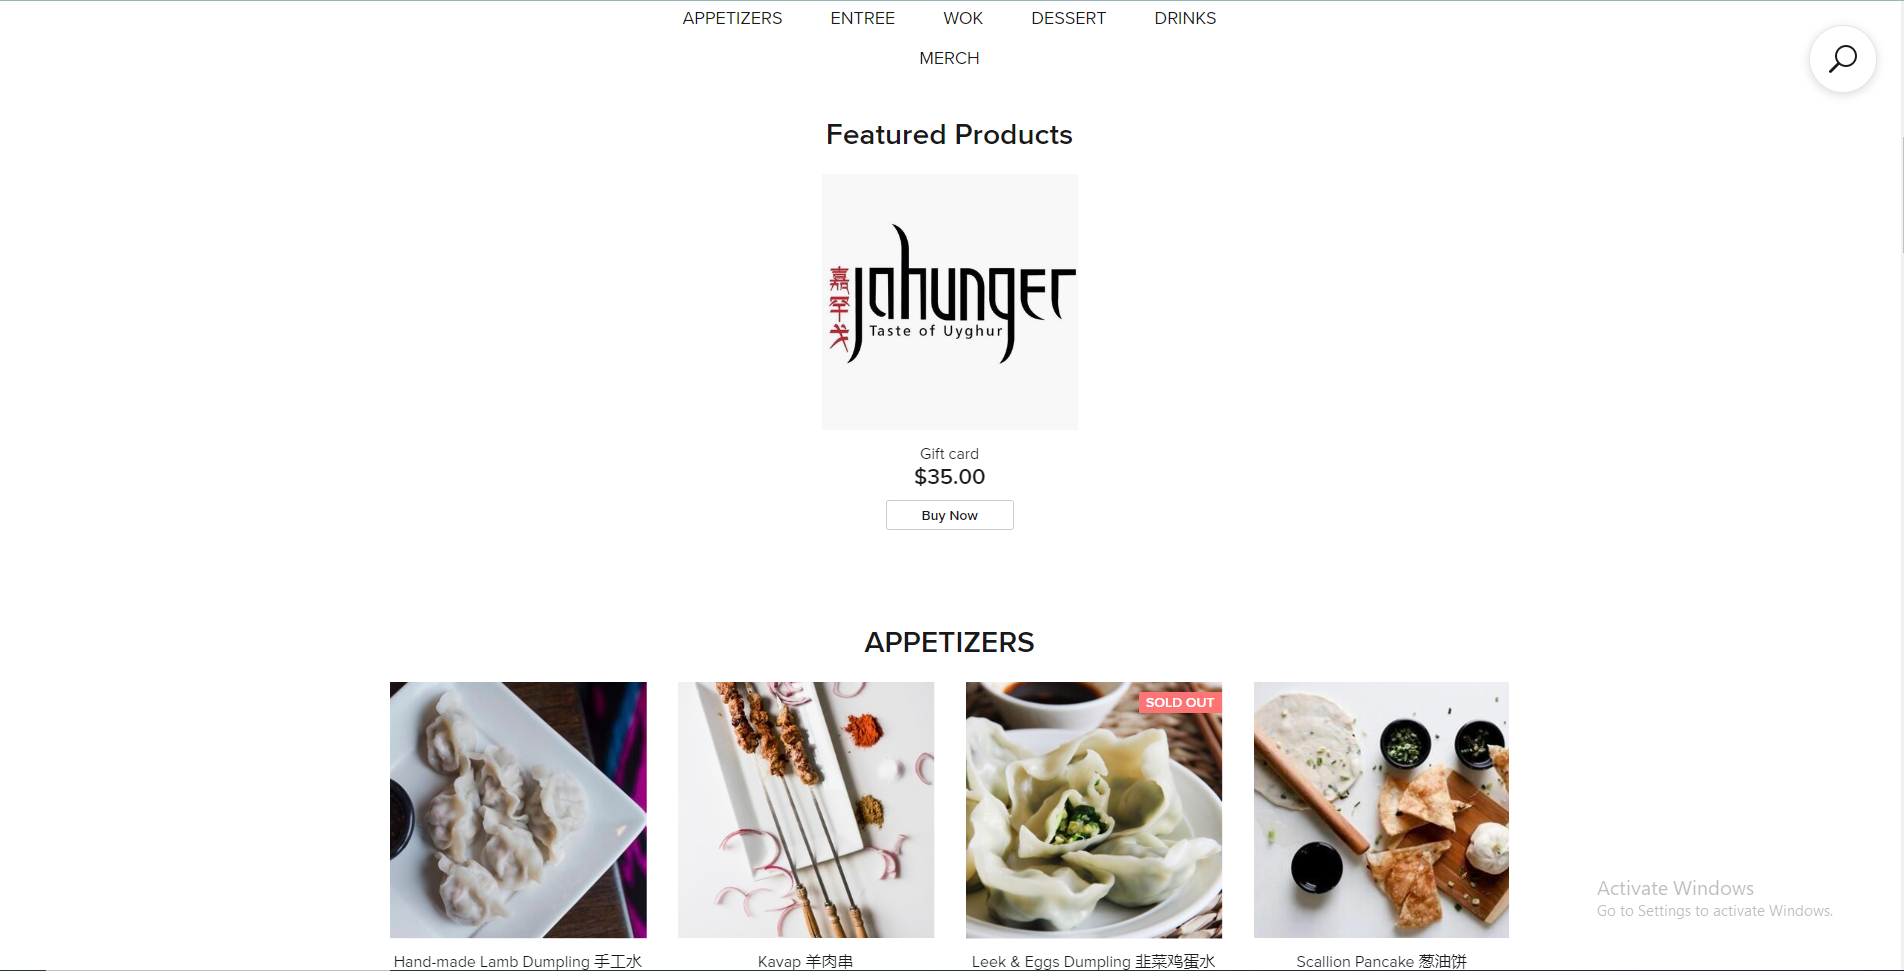 APPETIZERS ENTREE WOK DESSERT DRINKS
MERCH
Featured Products
嘉罕戈
jahunger
Taste of Uyghur
Gift card
$35.00
Buy Now
APPETIZERS
SOLD OUT
Hand-made Lamb Dumpling 手工水
Kavap 羊肉串
Leek & Eggs Dumpling 韭菜鸡蛋水
Scallion Pancake 葱油饼
Activate Windows
Go to Settings to activate Windows.